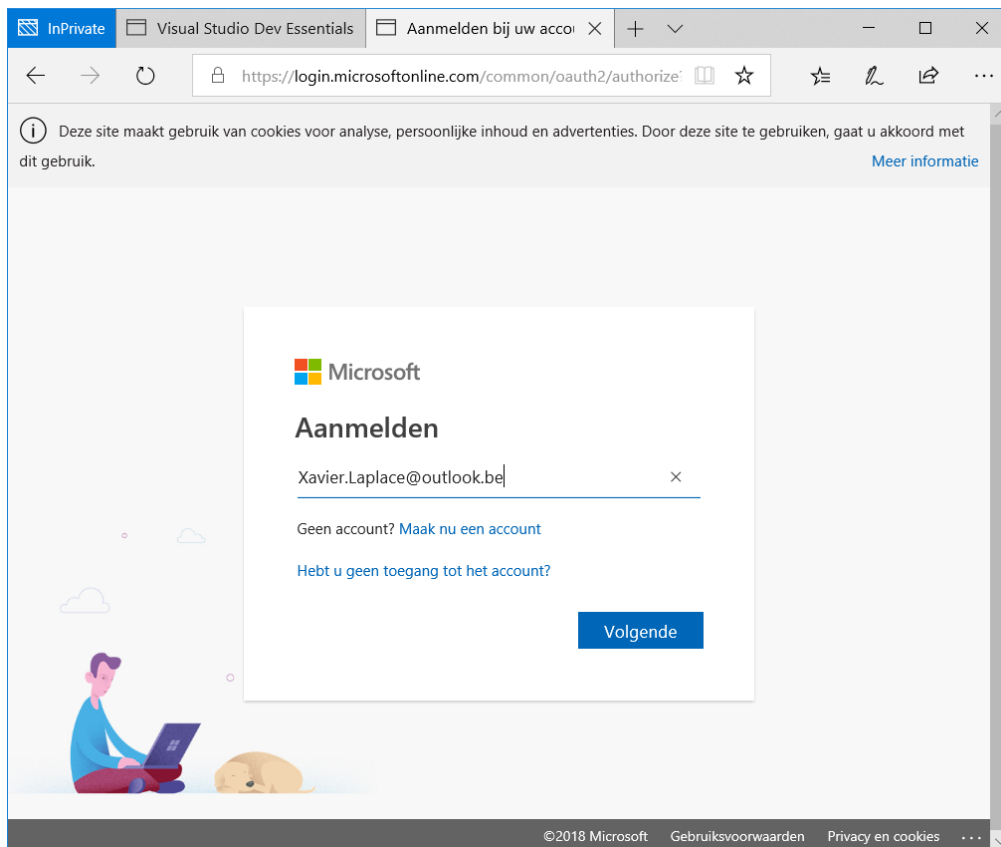 InPrivate Visual Studio Dev Essentials Aanmelden bij uw accou
https://login.microsoftonline.com/common/oauth2/authorize?
Deze site maakt gebruik van cookies voor analyse, persoonlijke inhoud en advertenties. Door deze site te gebruiken, gaat u akkoord met
dit gebruik. Meer informatie
Microsoft
Aanmelden
Xavier.Laplace@outlook.be
Geen account? Maak nu een account
Hebt u geen toegang tot het account?
Volgende
©2018 Microsoft Gebruiksvoorwaarden Privacy en cookies ...